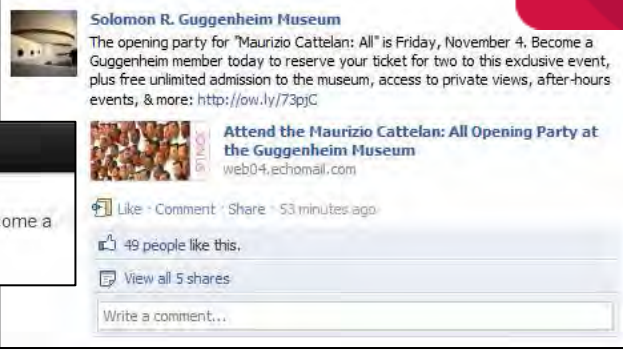 Solomon R. Guggenheim Museum
The opening party for "Maurizio Cattelan: All" is Friday, November 4. Become a
Guggenheim member today to reserve your ticket for two to this exclusive event,
plus free unlimited admission to the museum, access to private views, after-hours
events, & more: http://ow.ly/73pjC
Attend the Maurizio Cattelan: All Opening Party at
the Guggenheim Museum
web04.echomail.com
ome a
Like · Comment · Share · 53 minutes ago
49 people like this.
View all 5 shares
Write a comment...